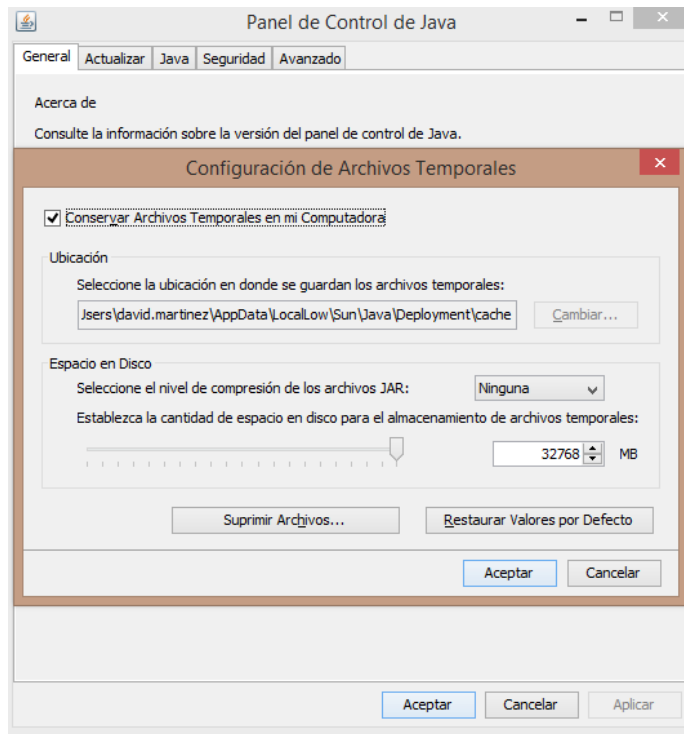 Panel de Control de Java
General Actualizar Java Seguridad Avanzado
Acerca de
Consulte la información sobre la versión del panel de control de Java.
Configuración de Archivos Temporales
Conservar Archivos Temporales en mi Computadora
Ubicación
Seleccione la ubicación en donde se guardan los archivos temporales:
Jsers\david.martinez\AppData\LocalLow\Sun\Java\Deployment\cache Cambiar...
Espacio en Disco
Seleccione el nivel de compresión de los archivos JAR: Ninguna
Establezca la cantidad de espacio en disco para el almacenamiento de archivos temporales:
32768 MB
Suprimir Archivos... Restaurar Valores por Defecto
Aceptar Cancelar
Aceptar Cancelar Aplicar